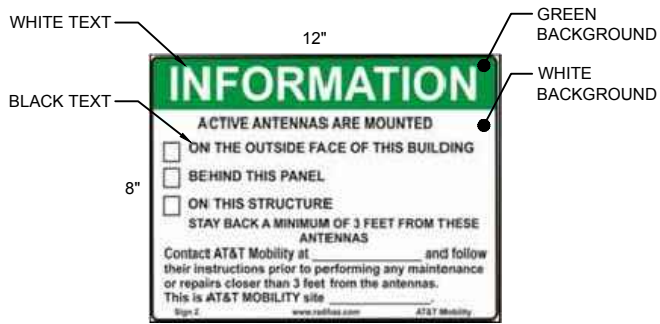 WHITE TEXT
GREEN
BACKGROUND
12"
WHITE
BACKGROUND
INFORMATION
BLACK TEXT
ACTIVE ANTENNAS ARE MOUNTED
ON THE OUTSIDE FACE OF THIS BUILDING
8"
BEHIND THIS PANEL
ON THIS STRUCTURE
STAY BACK A MINIMUM OF 3 FEET FROM THESE
ANTENNAS
Contact AT&T Mobility at ________________ and follow
their instructions prior to performing any maintenance
or repairs closer than 3 feet from the antennas.
This is AT&T MOBILITY site ______________.
Sign 2 AT&T Mobility